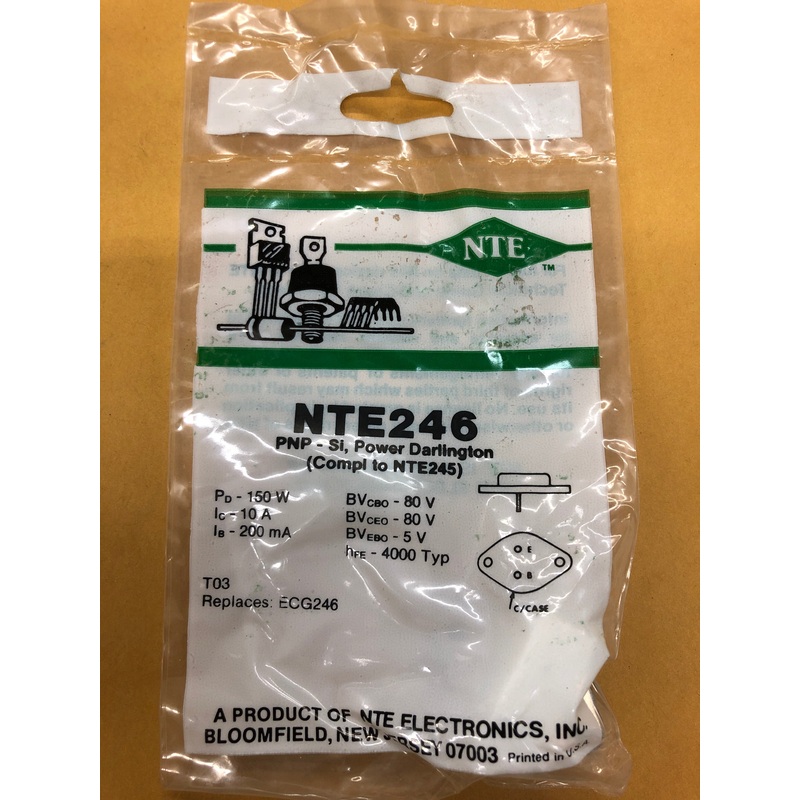 NTE
TM
NTE246
PNP - Si, Power Darlington
(Compl to NTE245)
PD - 150 W
IC - 10 A
IB - 200 mA
BVCBO - 80 V
BVCEO - 80 V
BVEBO - 5 V
hFE - 4000 Typ
E
B
C/CASE
T03
Replaces: ECG246
A PRODUCT OF NTE ELECTRONICS, INC.
BLOOMFIELD, NEW JERSEY 07003 Printed in U.S.A.